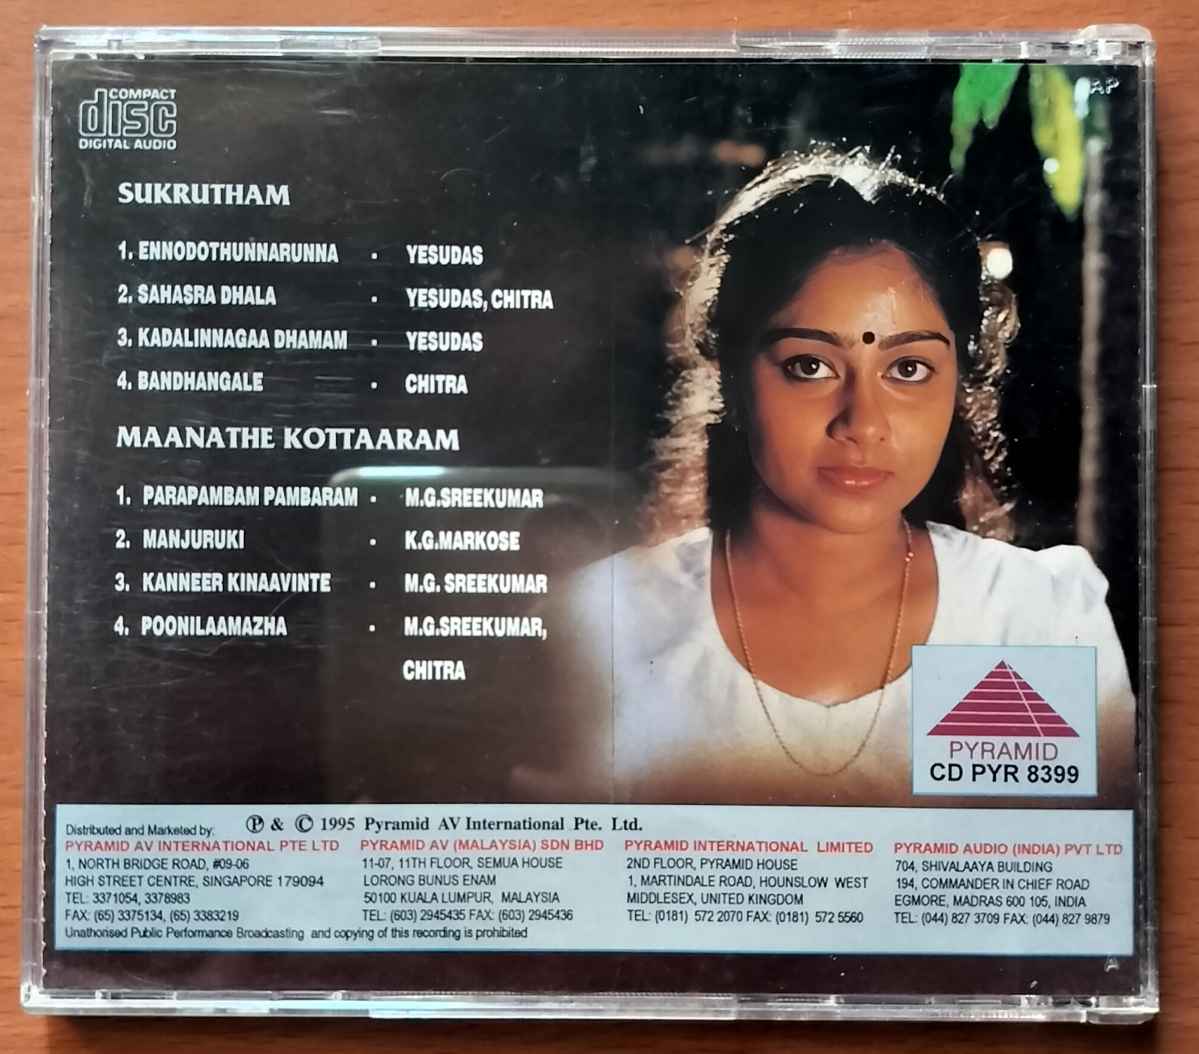 COMPACT
disc
DIGITAL AUDIO
AP
SUKRUTHAM
1. ENNODOTHUNNARUNNA • YESUDAS
2. SAHASRA DHALA • YESUDAS, CHITRA
3. KADALINNAGAA DHAMAM • YESUDAS
4. BANDHANGALE • CHITRA
MAANATHE KOTTAARAM
1. PARAPAMBAM PAMBARAM • M.G.SREEKUMAR
2. MANJURUKI • K.G.MARKOSE
3. KANNEER KINAAVINTE • M.G. SREEKUMAR
4. POONILAAMAZHA • M.G.SREEKUMAR,
CHITRA
PYRAMID
CD PYR 8399
Distributed and Marketed by: Ⓟ & © 1995 Pyramid AV International Pte. Ltd.
PYRAMID AV INTERNATIONAL PTE LTD
1, NORTH BRIDGE ROAD, #09-06
HIGH STREET CENTRE, SINGAPORE 179094
TEL: 3371054, 3378983
FAX: (65) 3375134, (65) 3383219
PYRAMID AV (MALAYSIA) SDN BHD
11-07, 11TH FLOOR, SEMUA HOUSE
LORONG BUNUS ENAM
50100 KUALA LUMPUR, MALAYSIA
TEL: (603) 2945435 FAX: (603) 2945436
PYRAMID INTERNATIONAL LIMITED
2ND FLOOR, PYRAMID HOUSE
1, MARTINDALE ROAD, HOUNSLOW WEST
MIDDLESEX, UNITED KINGDOM
TEL: (0181) 572 2070 FAX: (0181) 572 5560
PYRAMID AUDIO (INDIA) PVT LTD
704, SHIVALAAYA BUILDING
194, COMMANDER IN CHIEF ROAD
EGMORE, MADRAS 600 105, INDIA
TEL: (044) 827 3709 FAX: (044) 827 9879
Unathorised Public Performance Broadcasting and copying of this recording is prohibited
A